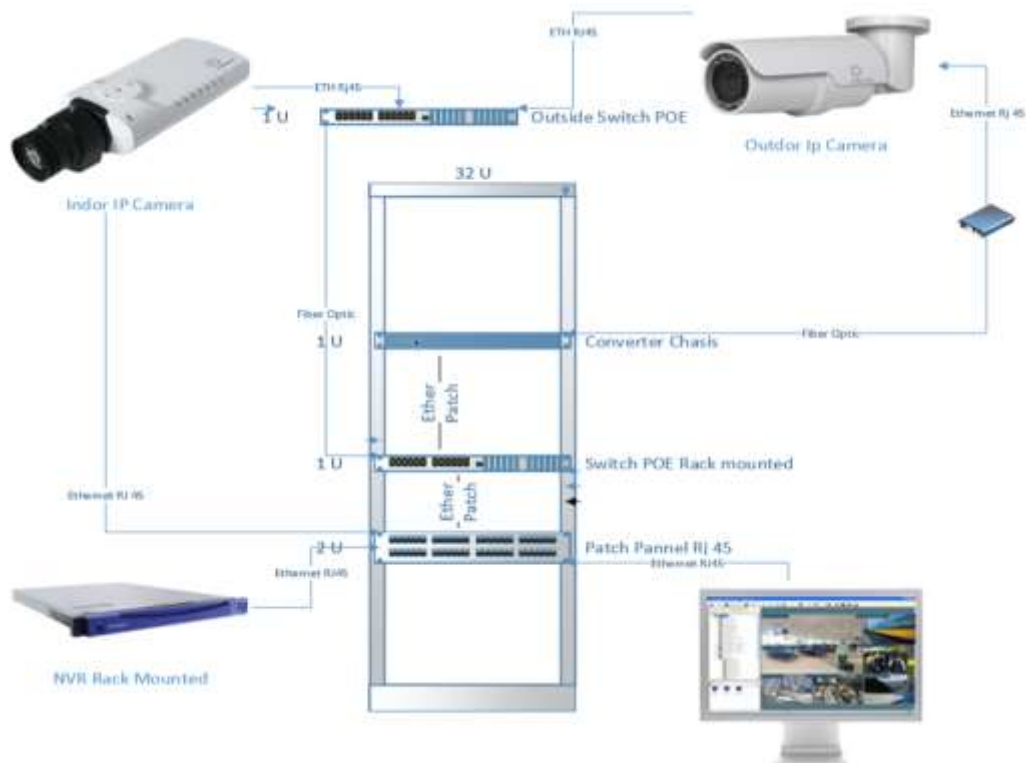 ETH RJ45
ETH RJ45
1 U
Outside Switch POE
Ethernet RJ 45
Outdor Ip Camera
32 U
Indor IP Camera
Fiber Optic
Fiber Optic
1 U
Converter Chasis
Ether
Patch
1 U
Switch POE Rack mounted
Ethernet RJ 45
Ether
Patch
2 U
Patch Pannel RJ 45
Ethernet RJ45
Ethernet RJ45
NVR Rack Mounted